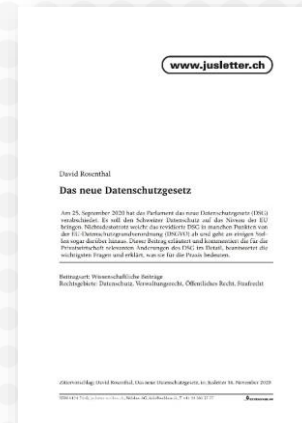 www.jusletter.ch
David Rosenthal
Das neue Datenschutzgesetz
Am 25. September 2020 hat das Parlament das neue Datenschutzgesetz (DSG)
verabschiedet. Es soll den Schweizer Datenschutz auf das Niveau der EU
bringen. Nichtsdestotrotz weicht das revidierte DSG in manchen Punkten von
der EU-Datenschutzgrundverordnung (DSGVO) ab und geht an einigen Stel-
len sogar darüber hinaus. Dieser Beitrag erläutert und kommentiert die für die
Privatwirtschaft relevanten Änderungen des DSG im Detail, beantwortet die
wichtigsten Fragen und erklärt, was sie für die Praxis bedeuten.
Beitragsart: Wissenschaftliche Beiträge
Rechtsgebiete: Datenschutz, Verwaltungsrecht, Öffentliches Recht, Strafrecht
Zitiervorschlag: David Rosenthal, Das neue Datenschutzgesetz, in: Jusletter 16. November 2020